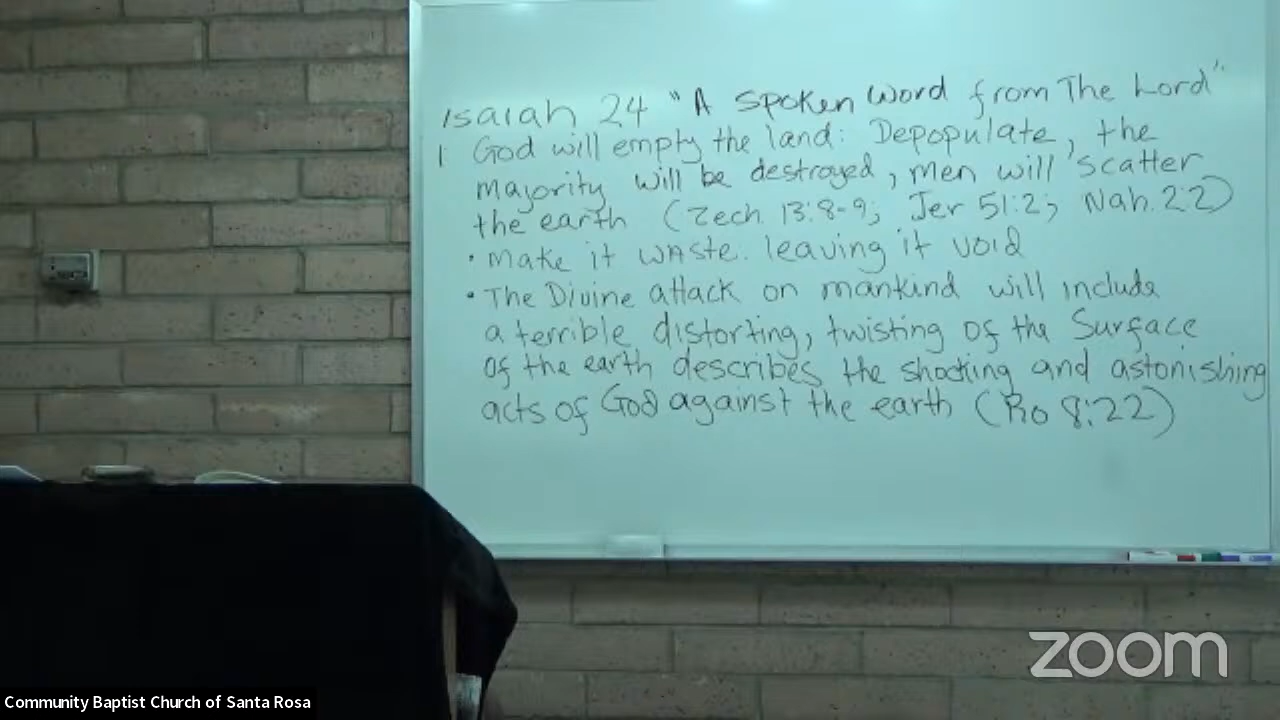 Isaiah 24 "A Spoken Word from The Lord"
1 God will empty the land: Depopulate, the
majority will be destroyed, men will scatter
the earth (Zech. 13:8-9; Jer 51:2; Nah. 2:2)
• Make it waste. leaving it void
• The Divine attack on mankind will include
a terrible distorting, twisting of the Surface
of the earth describes the shocking and astonishing
acts of God against the earth (Ro 8:22)
zoom
Community Baptist Church of Santa Rosa